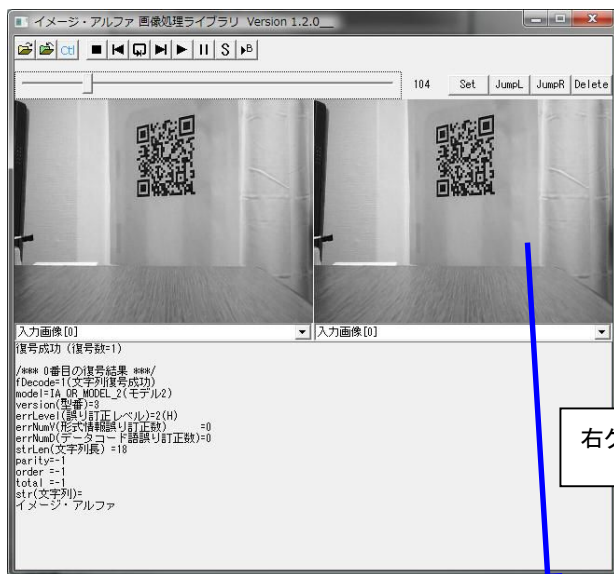 イメージ・アルファ 画像処理ライブラリ Version 1.2.0__
Ctl
S
B
104 Set JumpL JumpR Delete
入力画像[0] 入力画像[0]
復号成功 (復号数=1)
/*** 0番目の復号結果 ***/
fDecode=1(文字列復号成功)
model=IA_QR_MODEL_2(モデル2)
version(型番)=3
errLevel(誤り訂正レベル)=2(H)
errNumV(形式情報誤り訂正数) =0
errNumD(データコード語誤り訂正数)=0
strLen(文字列長) =18
parity=-1
order =-1
total =-1
str(文字列)=
イメージ・アルファ
右ク